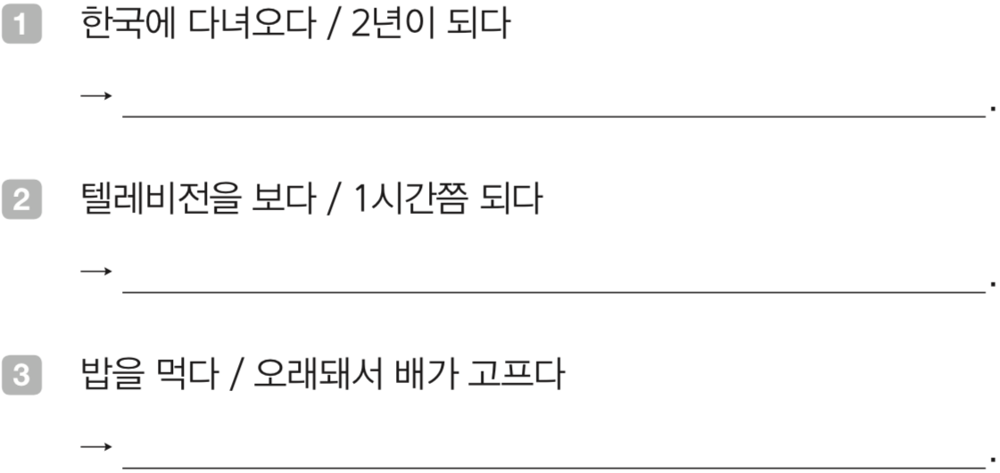 1 한국에 다녀오다 / 2년이 되다
→ .
2 텔레비전을 보다 / 1시간쯤 되다
→ .
3 밥을 먹다 / 오래돼서 배가 고프다
→ .